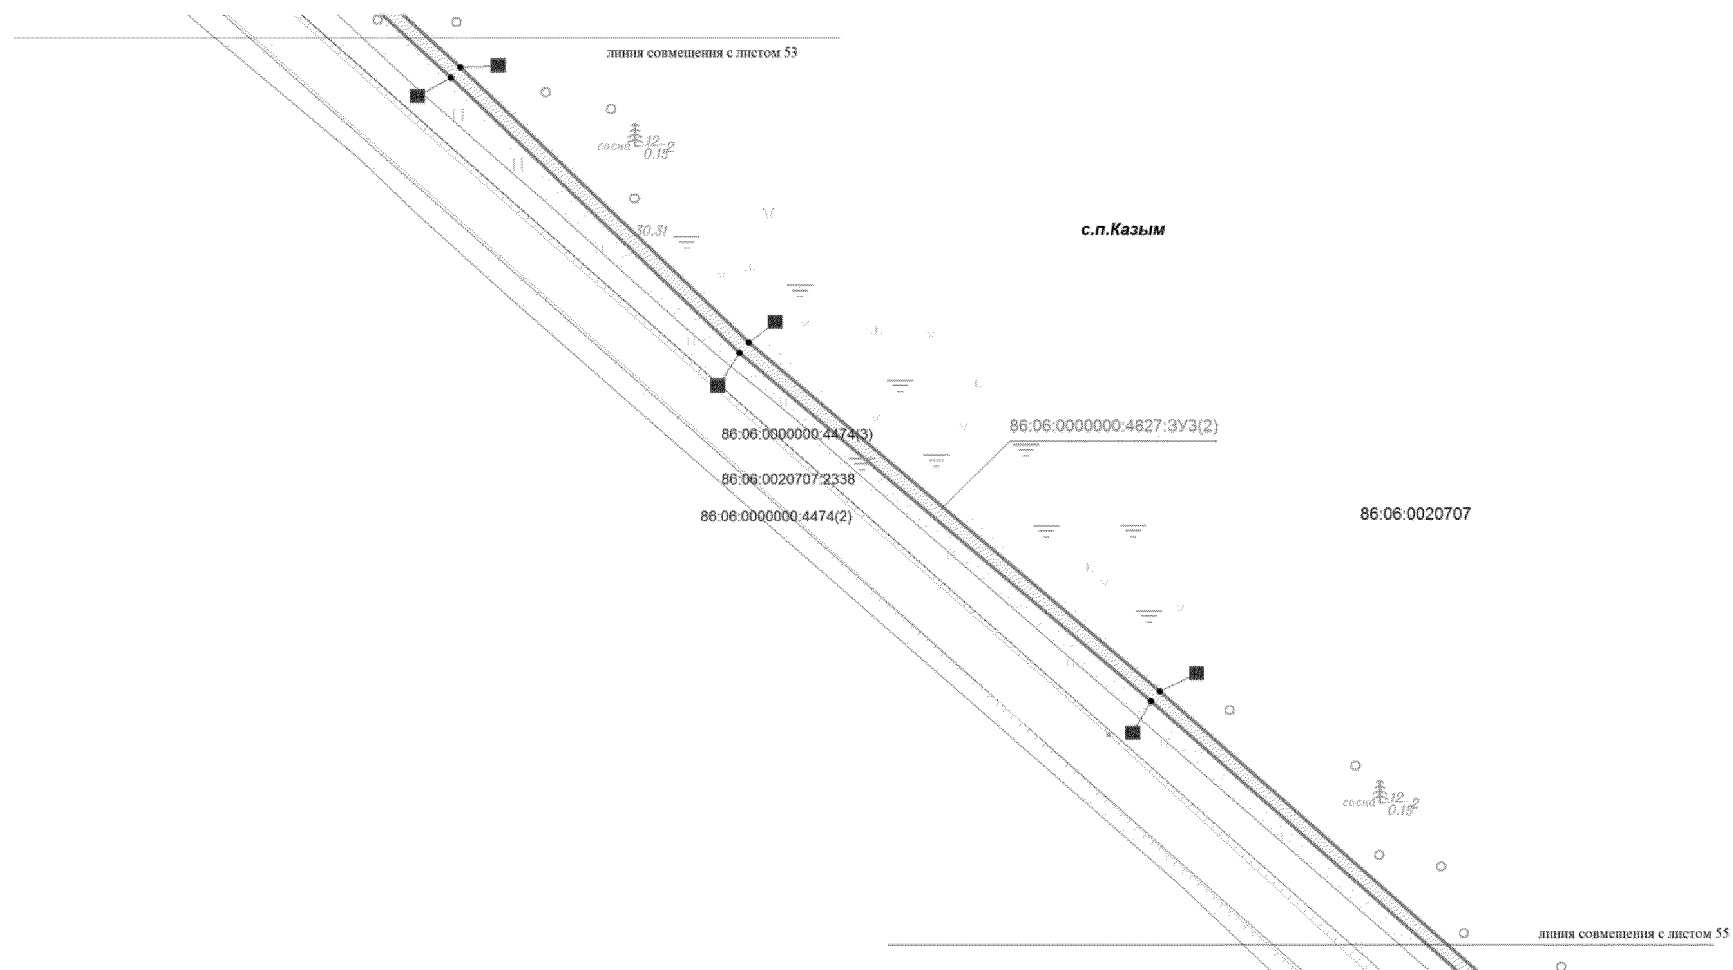 линия совмещения с листом 53
сосна 12 2
0.15
30.31
с.п.Казым
86:06:0000000:4827:ЗУ3(2)
86:06:0000000:4474(3)
86:06:0020707:2338
86:06:0020707
86:06:0000000:4474(2)
сосна 12 2
0.15
линия совмещения с листом 55